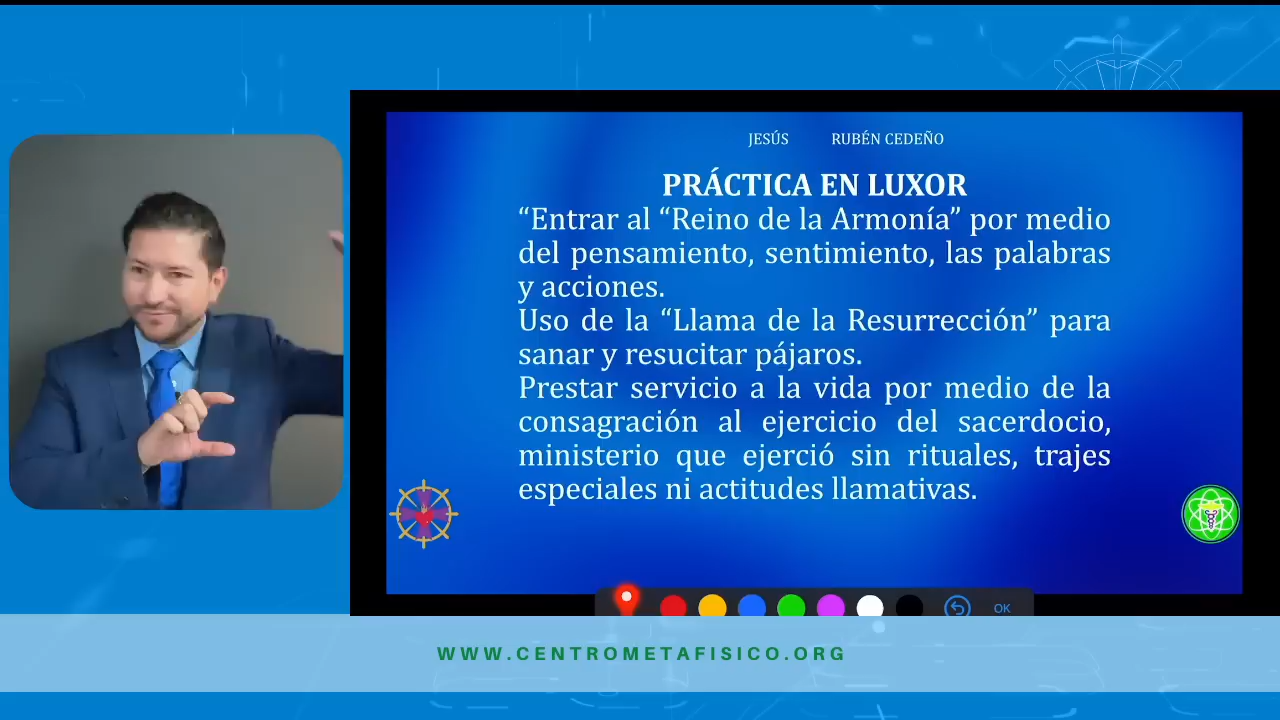 JESÚS RUBÉN CEDEÑO
PRÁCTICA EN LUXOR
“Entrar al “Reino de la Armonía” por medio
del pensamiento, sentimiento, las palabras
y acciones.
Uso de la “Llama de la Resurrección” para
sanar y resucitar pájaros.
Prestar servicio a la vida por medio de la
consagración al ejercicio del sacerdocio,
ministerio que ejerció sin rituales, trajes
especiales ni actitudes llamativas.
OK
WWW.CENTROMETAFISICO.ORG